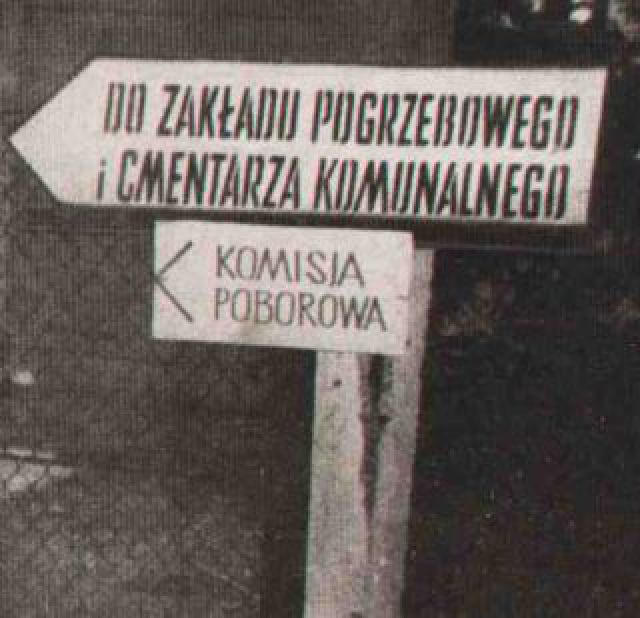 DO ZAKŁADU POGRZEBOWEGO
i CMENTARZA KOMUNALNEGO
KOMISJA
POBOROWA